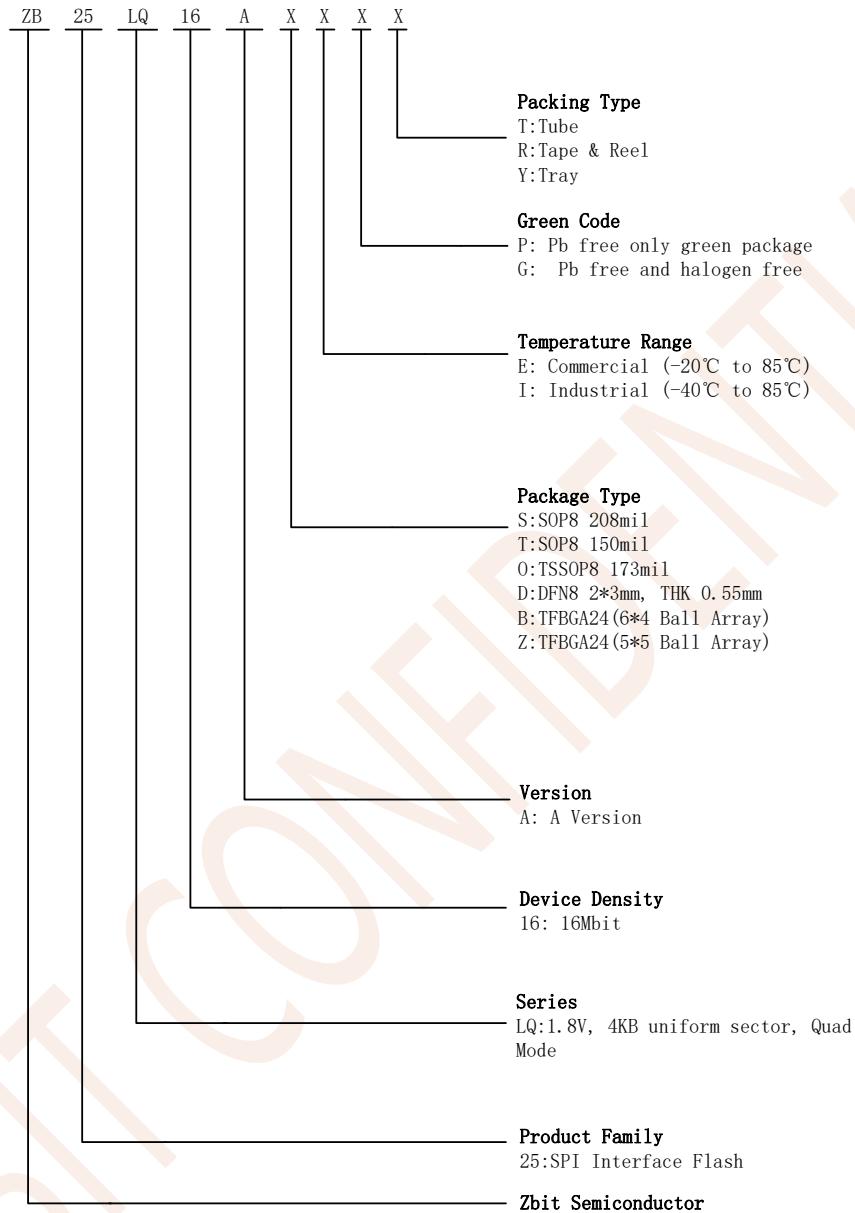 ZB 25 LQ 16 A X X X X
Packing Type
T:Tube
R:Tape & Reel
Y:Tray
Green Code
P: Pb free only green package
G: Pb free and halogen free
Temperature Range
E: Commercial (-20℃ to 85℃)
I: Industrial (-40℃ to 85℃)
Package Type
S:SOP8 208mil
T:SOP8 150mil
O:TSSOP8 173mil
D:DFN8 2*3mm, THK 0.55mm
B:TFBGA24(6*4 Ball Array)
Z:TFBGA24(5*5 Ball Array)
Version
A: A Version
Device Density
16: 16Mbit
Series
LQ:1.8V, 4KB uniform sector, Quad
Mode
Product Family
25:SPI Interface Flash
Zbit Semiconductor